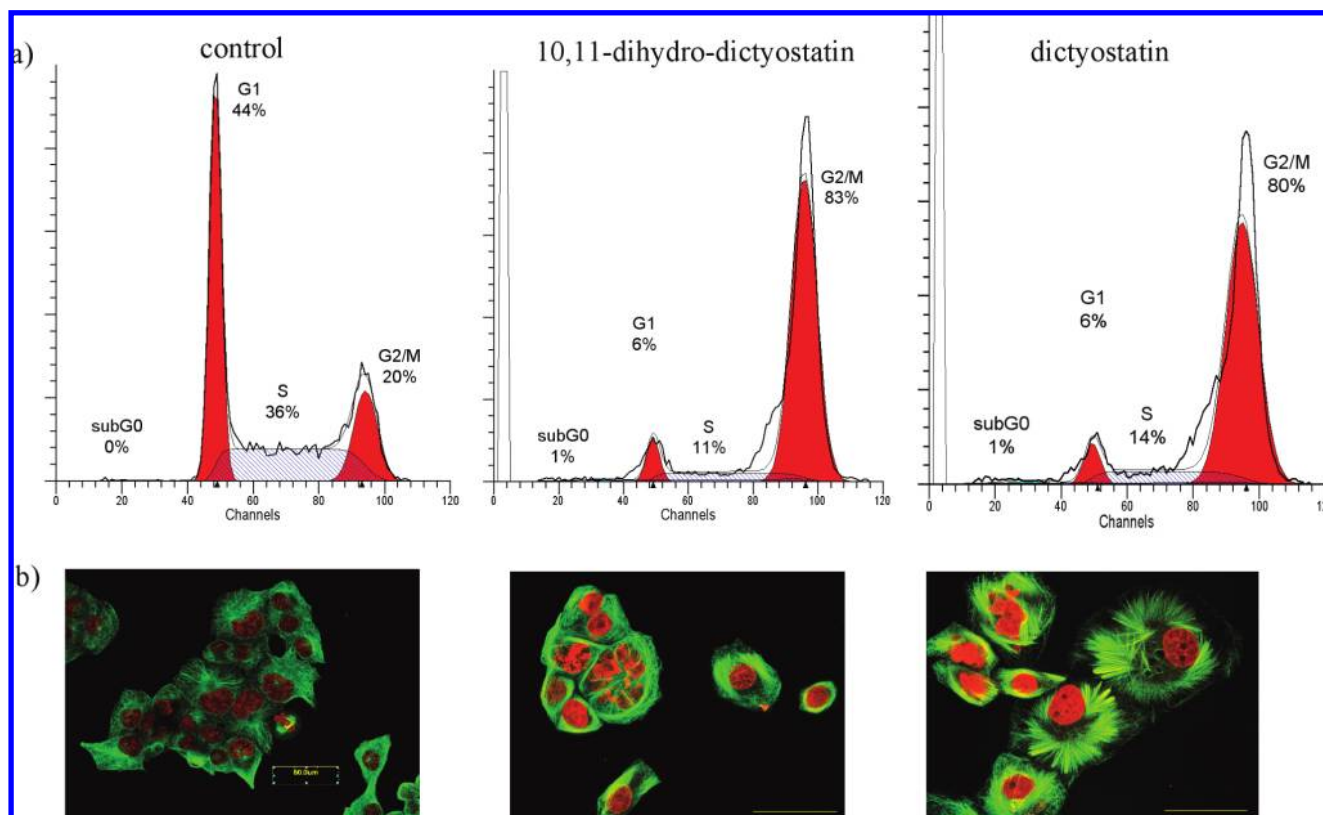 a)
control
10,11-dihydro-dictyostatin
dictyostatin
G1
44%
S
36%
G2/M
20%
subG0
0%
0 20 40 60 80 100 120
Channels
G1
6%
G2/M
83%
S
11%
subG0
1%
0 20 40 60 80 100 120
Channels
G1
6%
G2/M
80%
S
14%
subG0
1%
0 20 40 60 80 100
Channels
b)
50.0um